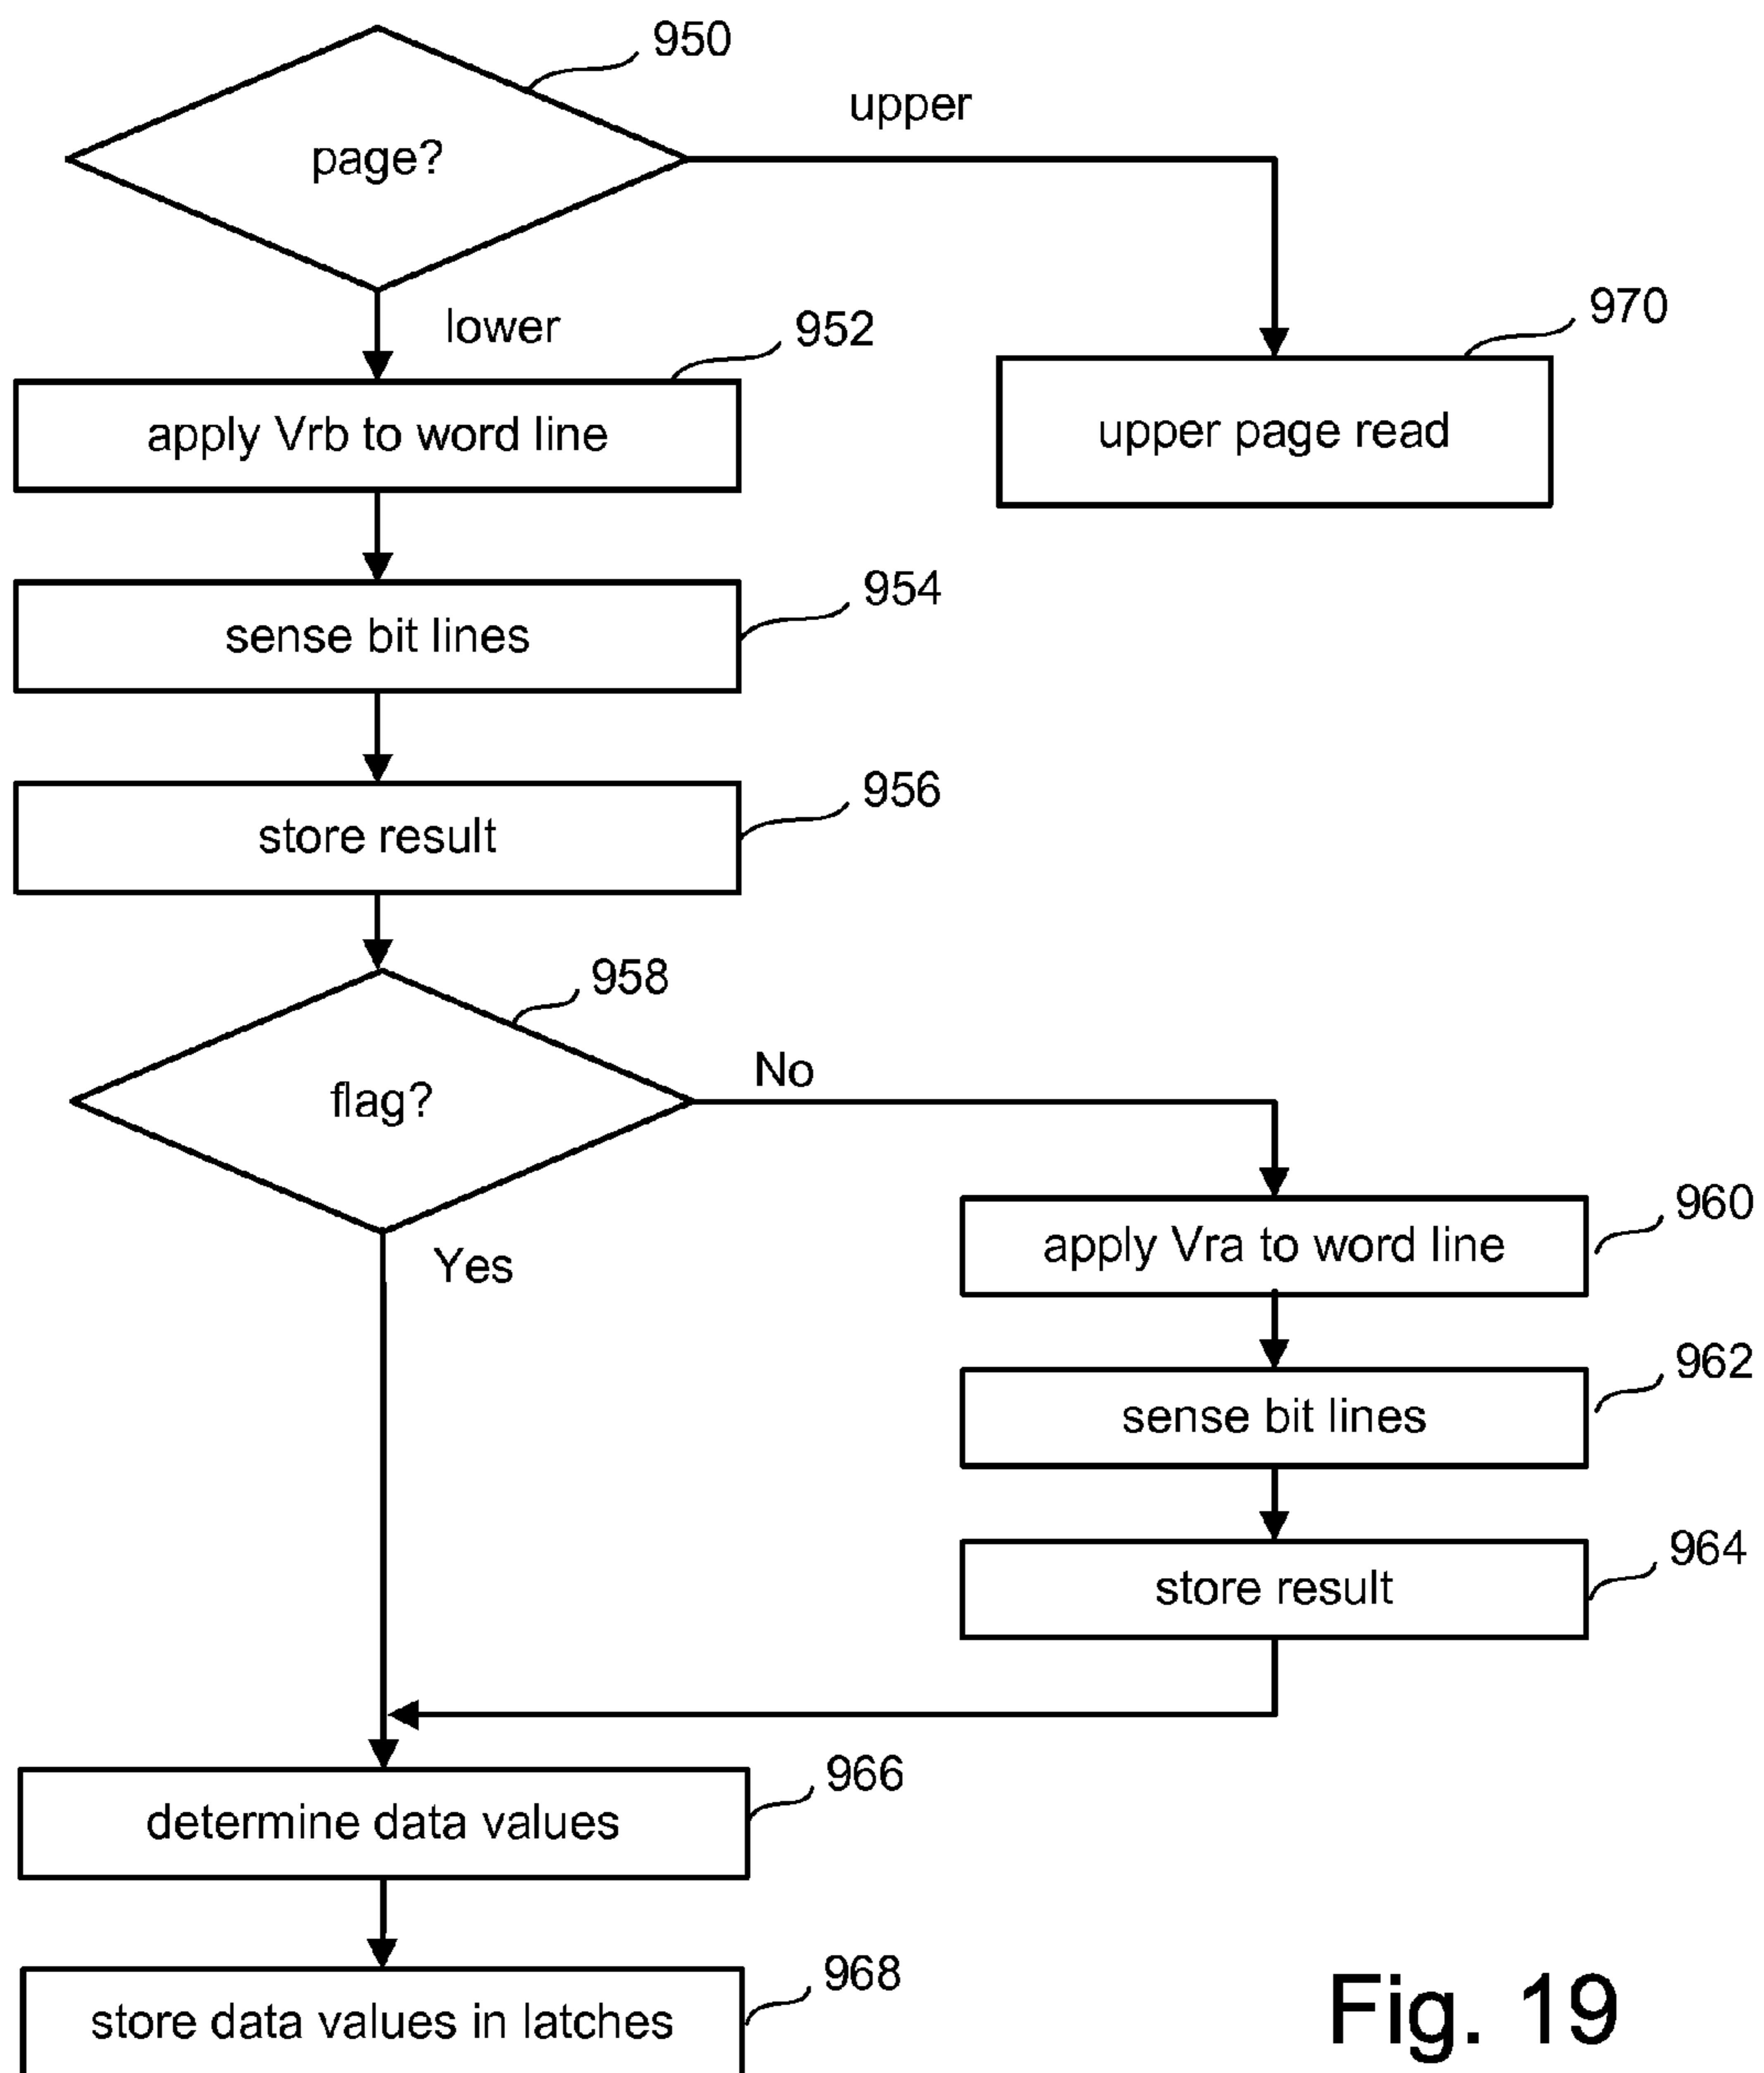 950
upper
page?
970
lower
952
apply Vrb to word line
upper page read
954
sense bit lines
956
store result
958
No
flag?
960
apply Vra to word line
Yes
962
sense bit lines
964
store result
966
determine data values
968
store data values in latches
Fig. 19